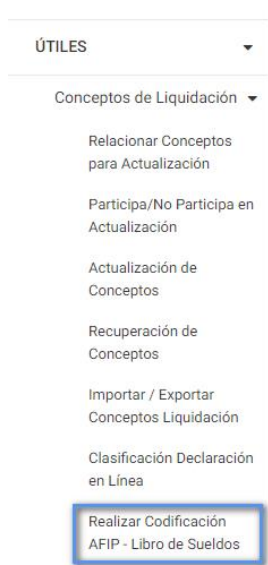 ÚTILES
Conceptos de Liquidación
Relacionar Conceptos
para Actualización
Participa/No Participa en
Actualización
Actualización de
Conceptos
Recuperación de
Conceptos
Importar / Exportar
Conceptos Liquidación
Clasificación Declaración
en Línea
Realizar Codificación
AFIP - Libro de Sueldos